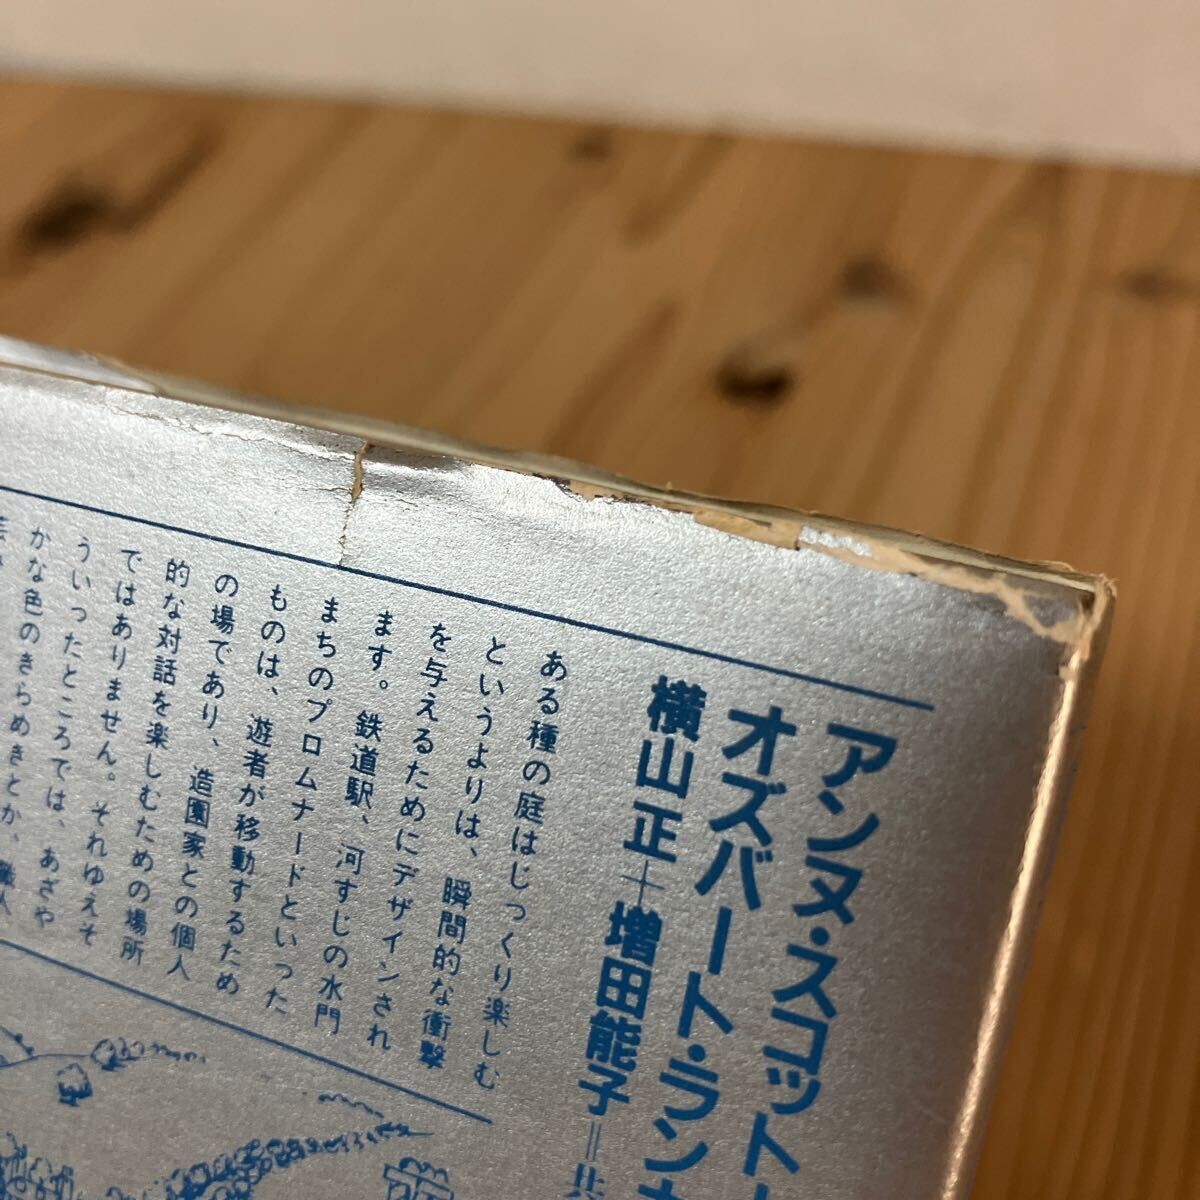 アンヌ・スコット・
オズバート・ラン
横山正＋増田能子＝共
ある種の庭はじっくり楽しむ
というよりは、瞬間的な衝撃
を与えるためにデザインされ
ます。鉄道駅、河すじの水門
まちのプロムナードといった
ものは、遊者が移動するため
の場であり、造園家との個人
的な対話を楽しむための場所
ではありません。それゆえそ
ういったところでは、あざや
かな色のきらめきとか、職人